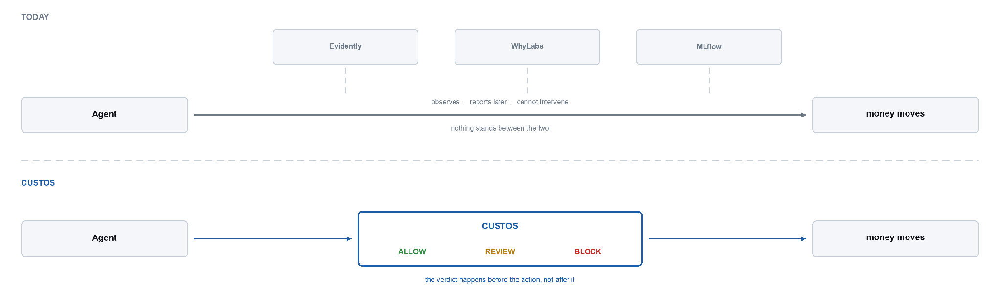 TODAY
Evidently
WhyLabs
MLflow
observes · reports later · cannot intervene
Agent
money moves
nothing stands between the two
CUSTOS
CUSTOS
Agent
money moves
ALLOW
REVIEW
BLOCK
the verdict happens before the action, not after it